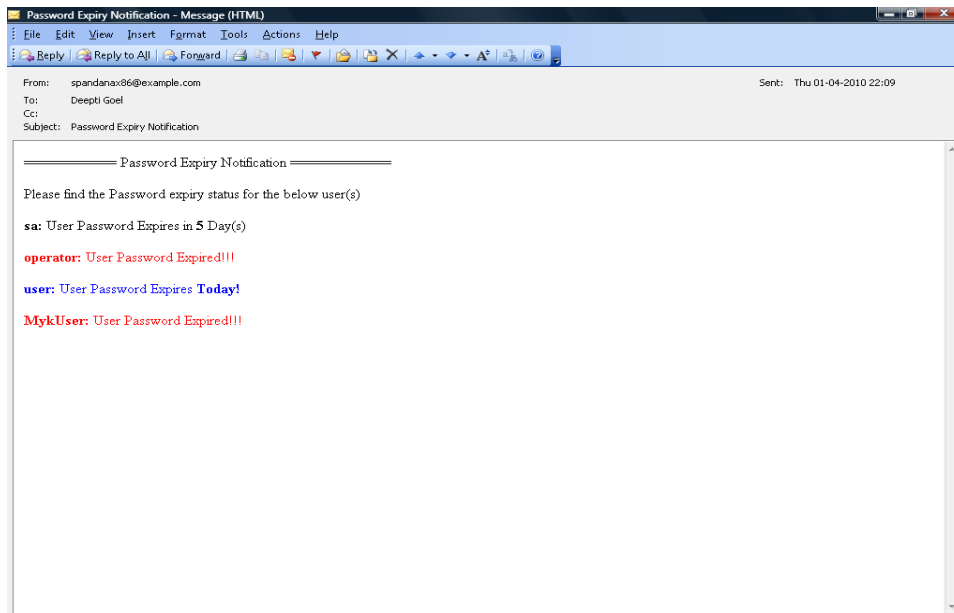 Password Expiry Notification - Message (HTML)
File Edit View Insert Format Tools Actions Help
Reply Reply to All Forward
From: spandanax86@example.com Sent: Thu 01-04-2010 22:09
To: Deepti Goel
Cc:
Subject: Password Expiry Notification
============ Password Expiry Notification =============
Please find the Password expiry status for the below user(s)
sa: User Password Expires in 5 Day(s)
operator: User Password Expired!!!
user: User Password Expires Today!
MykUser: User Password Expired!!!